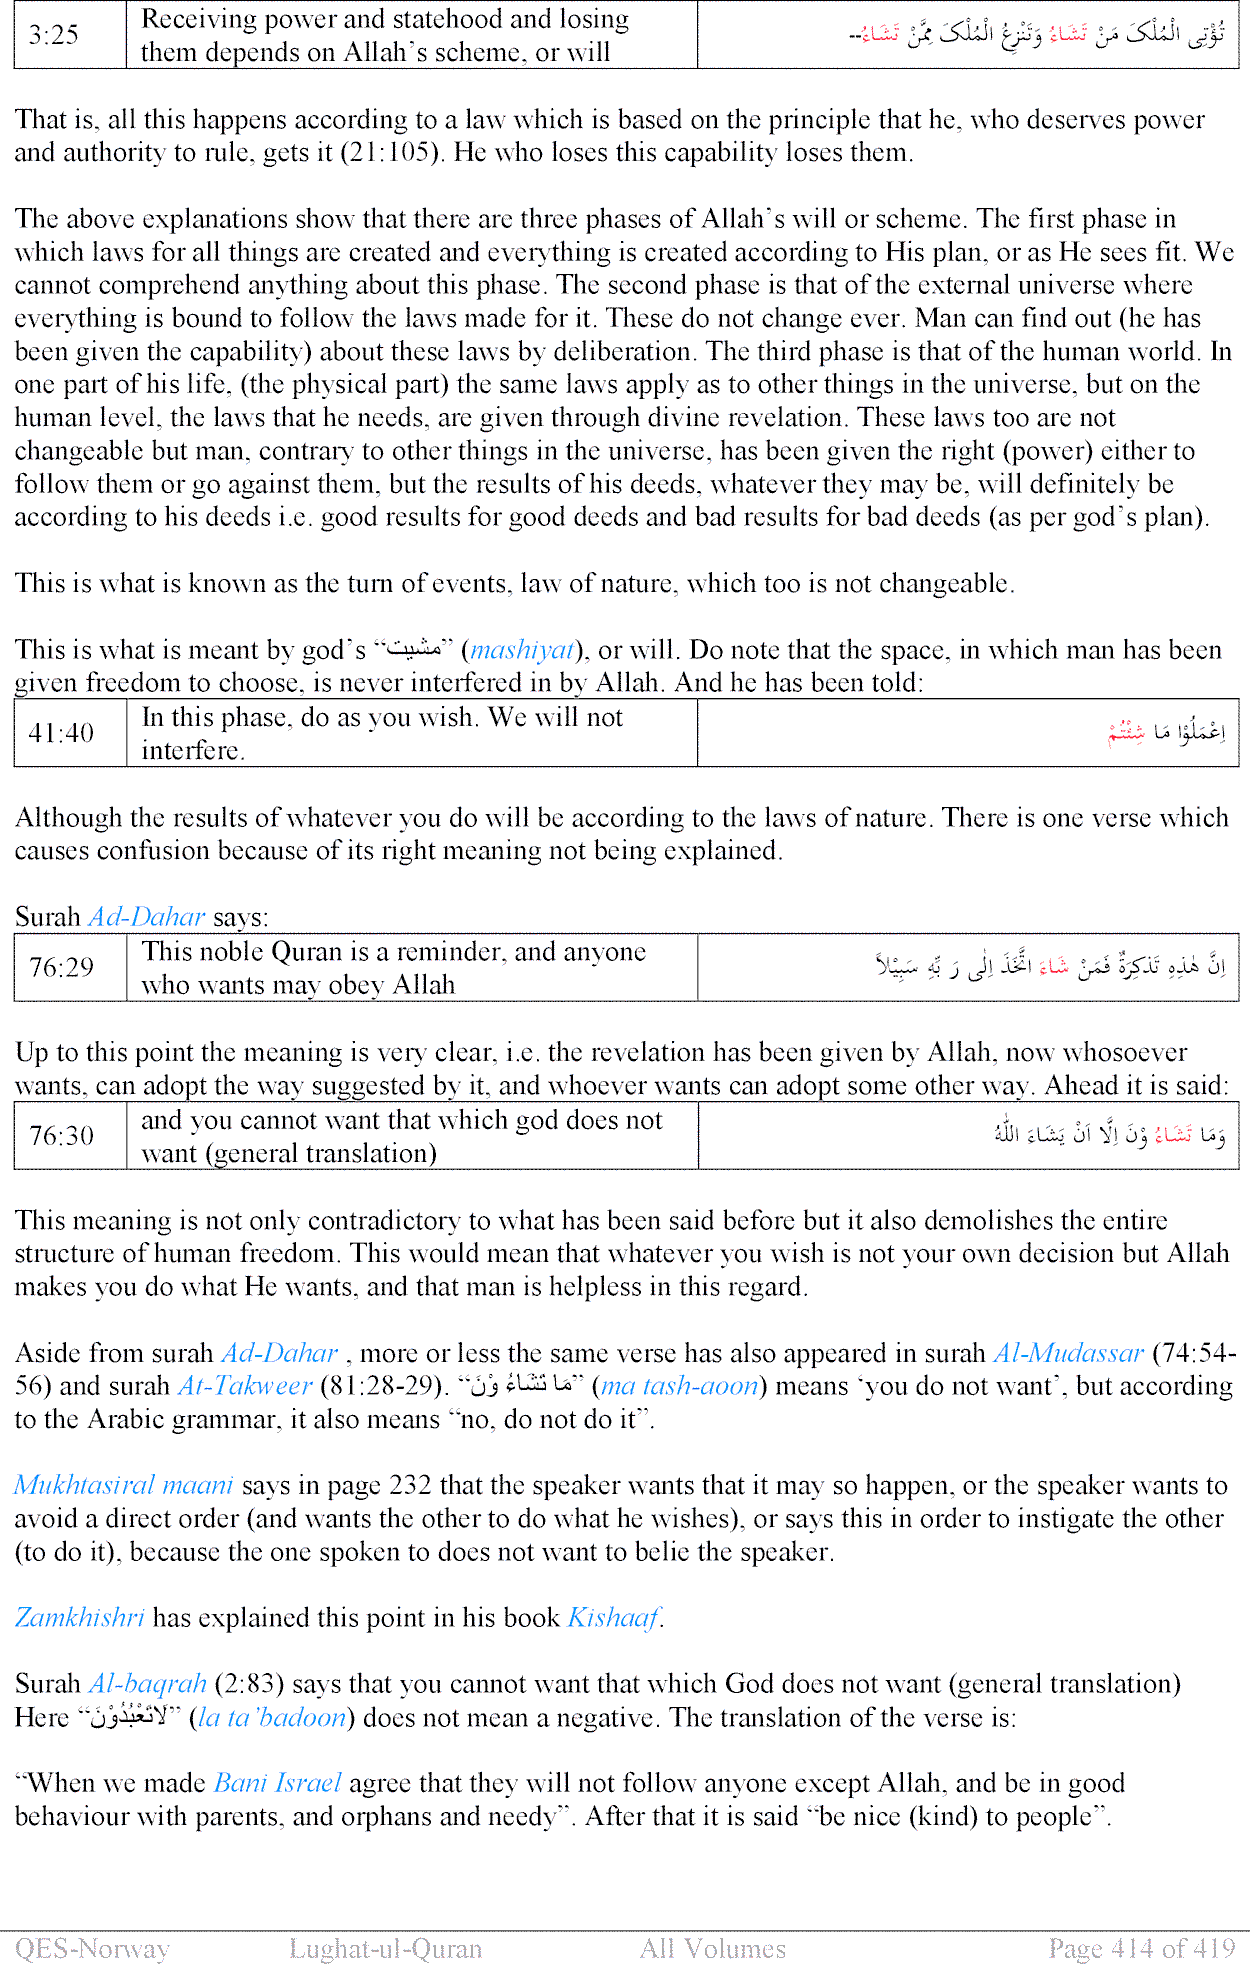 3:25 Receiving power and statehood and losing them depends on Allah’s scheme, or will تُؤْتِی الْمُلْکَ مَنْ تَشَاءُ وَتَنْزِعُ الْمُلْکَ مِمَّنْ تَشَاءُ--
That is, all this happens according to a law which is based on the principle that he, who deserves power
and authority to rule, gets it (21:105). He who loses this capability loses them.
The above explanations show that there are three phases of Allah’s will or scheme. The first phase in
which laws for all things are created and everything is created according to His plan, or as He sees fit. We
cannot comprehend anything about this phase. The second phase is that of the external universe where
everything is bound to follow the laws made for it. These do not change ever. Man can find out (he has
been given the capability) about these laws by deliberation. The third phase is that of the human world. In
one part of his life, (the physical part) the same laws apply as to other things in the universe, but on the
human level, the laws that he needs, are given through divine revelation. These laws too are not
changeable but man, contrary to other things in the universe, has been given the right (power) either to
follow them or go against them, but the results of his deeds, whatever they may be, will definitely be
according to his deeds i.e. good results for good deeds and bad results for bad deeds (as per god’s plan).
This is what is known as the turn of events, law of nature, which too is not changeable.
This is what is meant by god’s “مشیت” (mashiyat), or will. Do note that the space, in which man has been
given freedom to choose, is never interfered in by Allah. And he has been told:
41:40 In this phase, do as you wish. We will not interfere. اِعْمَلُوْا مَا شِئْتُمْ
Although the results of whatever you do will be according to the laws of nature. There is one verse which
causes confusion because of its right meaning not being explained.
Surah Ad-Dahar says:
76:29 This noble Quran is a reminder, and anyone who wants may obey Allah اِنَّ هٰذِهٖ تَذْکِرَةٌ فَمَنْ شَاءَ اتَّخَذَ اِلٰی رَ بِّهٖ سَبِیْلاً
Up to this point the meaning is very clear, i.e. the revelation has been given by Allah, now whosoever
wants, can adopt the way suggested by it, and whoever wants can adopt some other way. Ahead it is said:
76:30 and you cannot want that which god does not want (general translation) وَمَا تَشَاءُ وْنَ اِلَّا اَنْ یَشَاءَ اللّٰهُ
This meaning is not only contradictory to what has been said before but it also demolishes the entire
structure of human freedom. This would mean that whatever you wish is not your own decision but Allah
makes you do what He wants, and that man is helpless in this regard.
Aside from surah Ad-Dahar , more or less the same verse has also appeared in surah Al-Mudassar (74:54-
56) and surah At-Takweer (81:28-29). “مَا تَشَاءُ وْنَ” (ma tash-aoon) means ‘you do not want’, but according
to the Arabic grammar, it also means “no, do not do it”.
Mukhtasiral maani says in page 232 that the speaker wants that it may so happen, or the speaker wants to
avoid a direct order (and wants the other to do what he wishes), or says this in order to instigate the other
(to do it), because the one spoken to does not want to belie the speaker.
Zamkhishri has explained this point in his book Kishaaf.
Surah Al-baqrah (2:83) says that you cannot want that which God does not want (general translation)
Here “لَاتَعْبُدُوْنَ” (la ta’badoon) does not mean a negative. The translation of the verse is:
“When we made Bani Israel agree that they will not follow anyone except Allah, and be in good
behaviour with parents, and orphans and needy”. After that it is said “be nice (kind) to people”.
QES-Norway Lughat-ul-Quran All Volumes Page 414 of 419